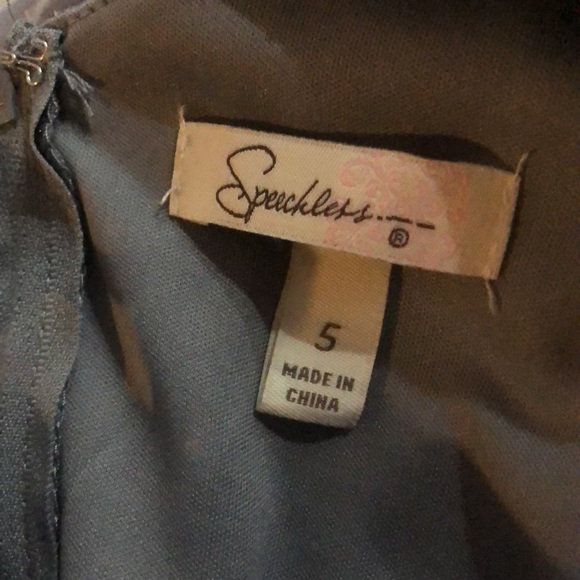 Speechless.---
®
5
MADE IN
CHINA